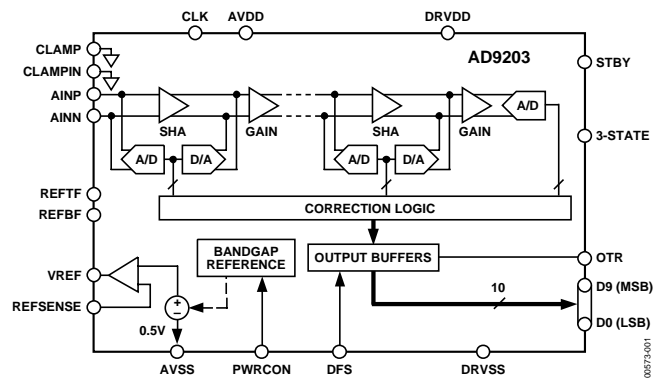 CLK AVDD DRVDD
CLAMP
AD9203
STBY
CLAMPIN
AINP
AINN
SHA GAIN SHA GAIN A/D
A/D D/A A/D D/A
3-STATE
REFTF
REFBF
CORRECTION LOGIC
BANDGAP
REFERENCE
OUTPUT BUFFERS
OTR
VREF
+
–
10
D9 (MSB)
REFSENSE
0.5V
D0 (LSB)
AVSS PWRCON DFS DRVSS
00573-001